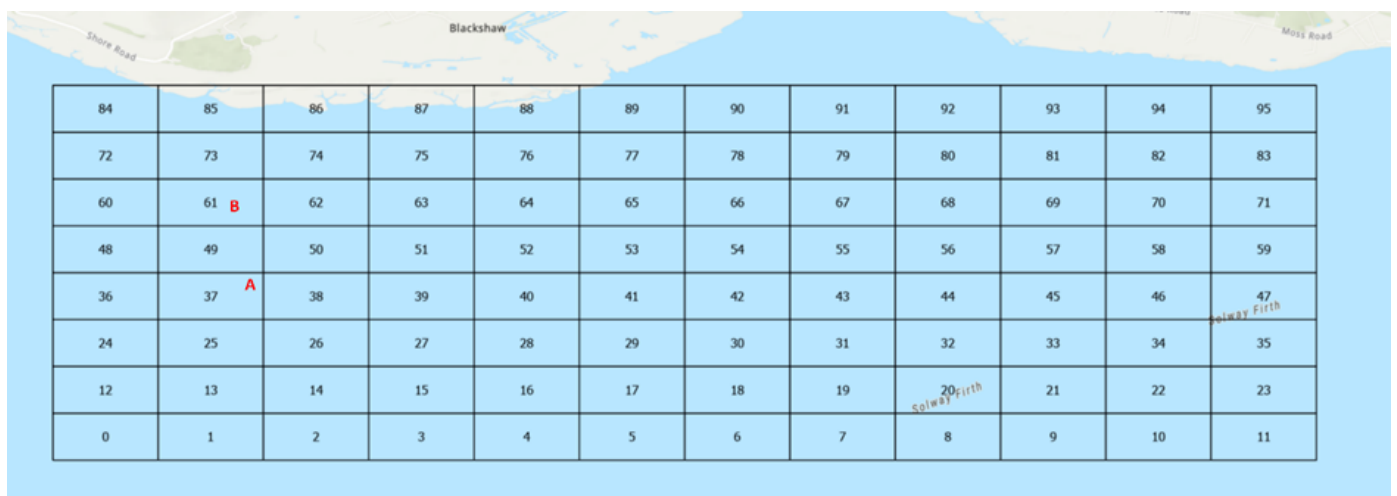 Blackshaw
Shore Road
Road
Moss Road
84 85 86 87 88 89 90 91 92 93 94 95
72 73 74 75 76 77 78 79 80 81 82 83
60 61 B 62 63 64 65 66 67 68 69 70 71
48 49 50 51 52 53 54 55 56 57 58 59
A
36 37 38 39 40 41 42 43 44 45 46 47
Solway Firth
24 25 26 27 28 29 30 31 32 33 34 35
12 13 14 15 16 17 18 19 20 21 22 23
Solway Firth
0 1 2 3 4 5 6 7 8 9 10 11